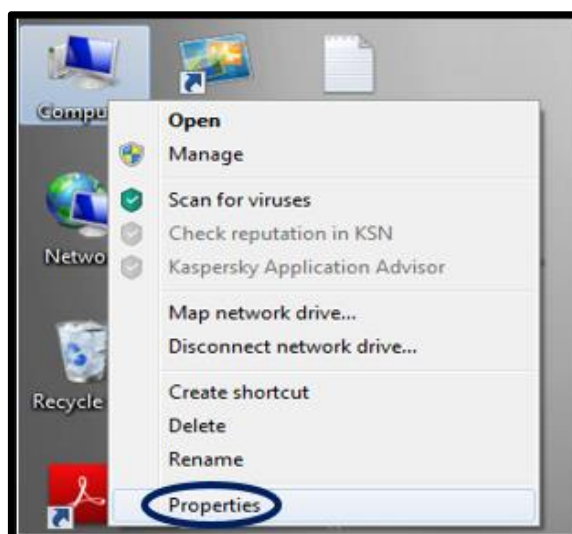 Compu
Open
Manage
Scan for viruses
Check reputation in KSN
Netwo
Kaspersky Application Advisor
Map network drive...
Disconnect network drive...
Create shortcut
Recycle
Delete
Rename
Properties